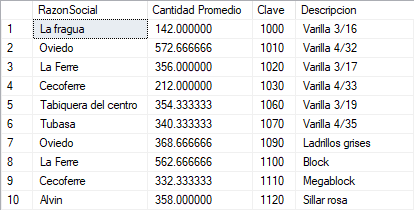 RazonSocial Cantidad Promedio Clave Descripcion
1 La fragua 142.000000 1000 Varilla 3/16
2 Oviedo 572.666666 1010 Varilla 4/32
3 La Ferre 356.000000 1020 Varilla 3/17
4 Cecoferre 212.000000 1030 Varilla 4/33
5 Tabiquera del centro 354.333333 1060 Varilla 3/19
6 Tubasa 340.333333 1070 Varilla 4/35
7 Oviedo 368.666666 1090 Ladrillos grises
8 La Ferre 562.666666 1100 Block
9 Cecoferre 332.333333 1110 Megablock
10 Alvin 358.000000 1120 Sillar rosa